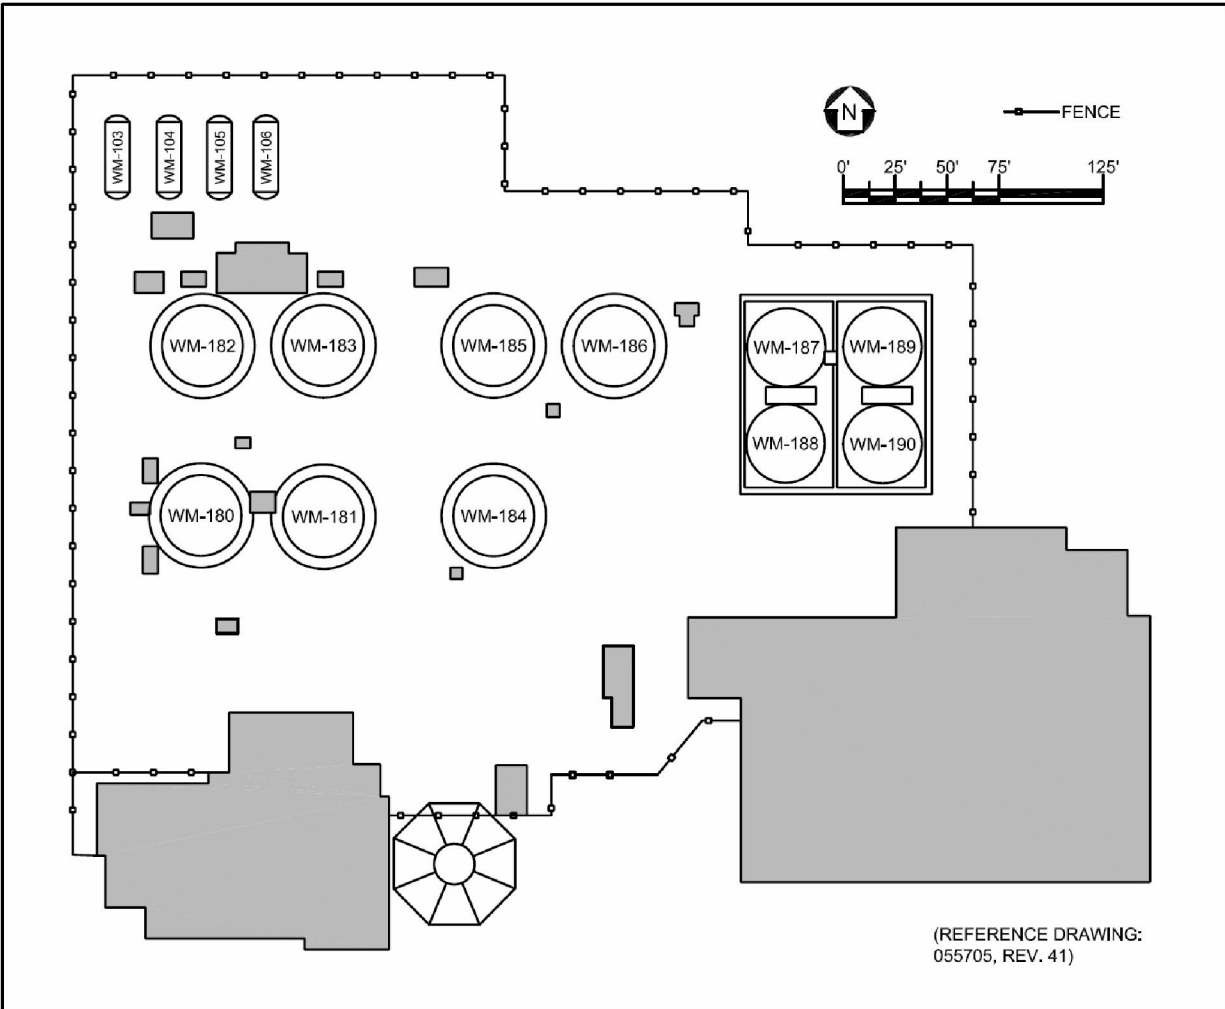 N
FENCE
0' 25' 50' 75' 125'
WM-103
WM-104
WM-105
WM-106
WM-182 WM-183 WM-185 WM-186 WM-187 WM-189
WM-188 WM-190
WM-180 WM-181 WM-184
(REFERENCE DRAWING:
055705, REV. 41)